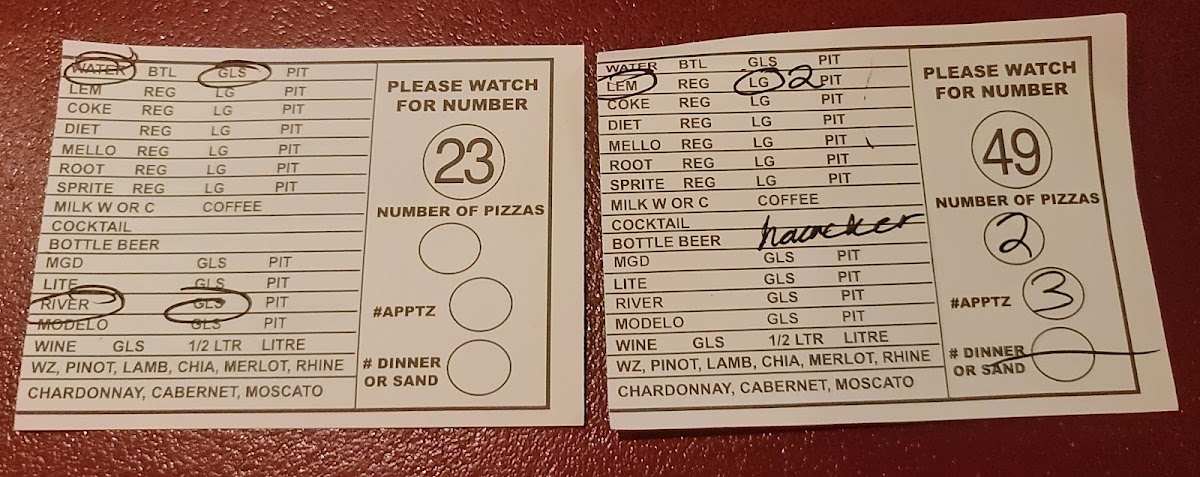 WATER BTL GLS PIT
LEM REG LG PIT
COKE REG LG PIT
DIET REG LG PIT
MELLO REG LG PIT
ROOT REG LG PIT
SPRITE REG LG PIT
MILK W OR C COFFEE
COCKTAIL
BOTTLE BEER
MGD GLS PIT
LITE GLS PIT
RIVER GLS PIT
MODELO GLS PIT
WINE GLS 1/2 LTR LITRE
WZ, PINOT, LAMB, CHIA, MERLOT, RHINE
CHARDONNAY, CABERNET, MOSCATO
PLEASE WATCH
FOR NUMBER
23
NUMBER OF PIZZAS
#APPTZ
# DINNER
OR SAND
WATER BTL GLS PIT
LEM REG LG 2 PIT
COKE REG LG PIT
DIET REG LG PIT
MELLO REG LG PIT
ROOT REG LG PIT
SPRITE REG LG PIT
MILK W OR C COFFEE
COCKTAIL
BOTTLE BEER
MGD GLS PIT
LITE GLS PIT
RIVER GLS PIT
MODELO GLS PIT
WINE GLS 1/2 LTR LITRE
WZ, PINOT, LAMB, CHIA, MERLOT, RHINE
CHARDONNAY, CABERNET, MOSCATO
PLEASE WATCH
FOR NUMBER
49
NUMBER OF PIZZAS
2
#APPTZ 3
# DINNER
OR SAND